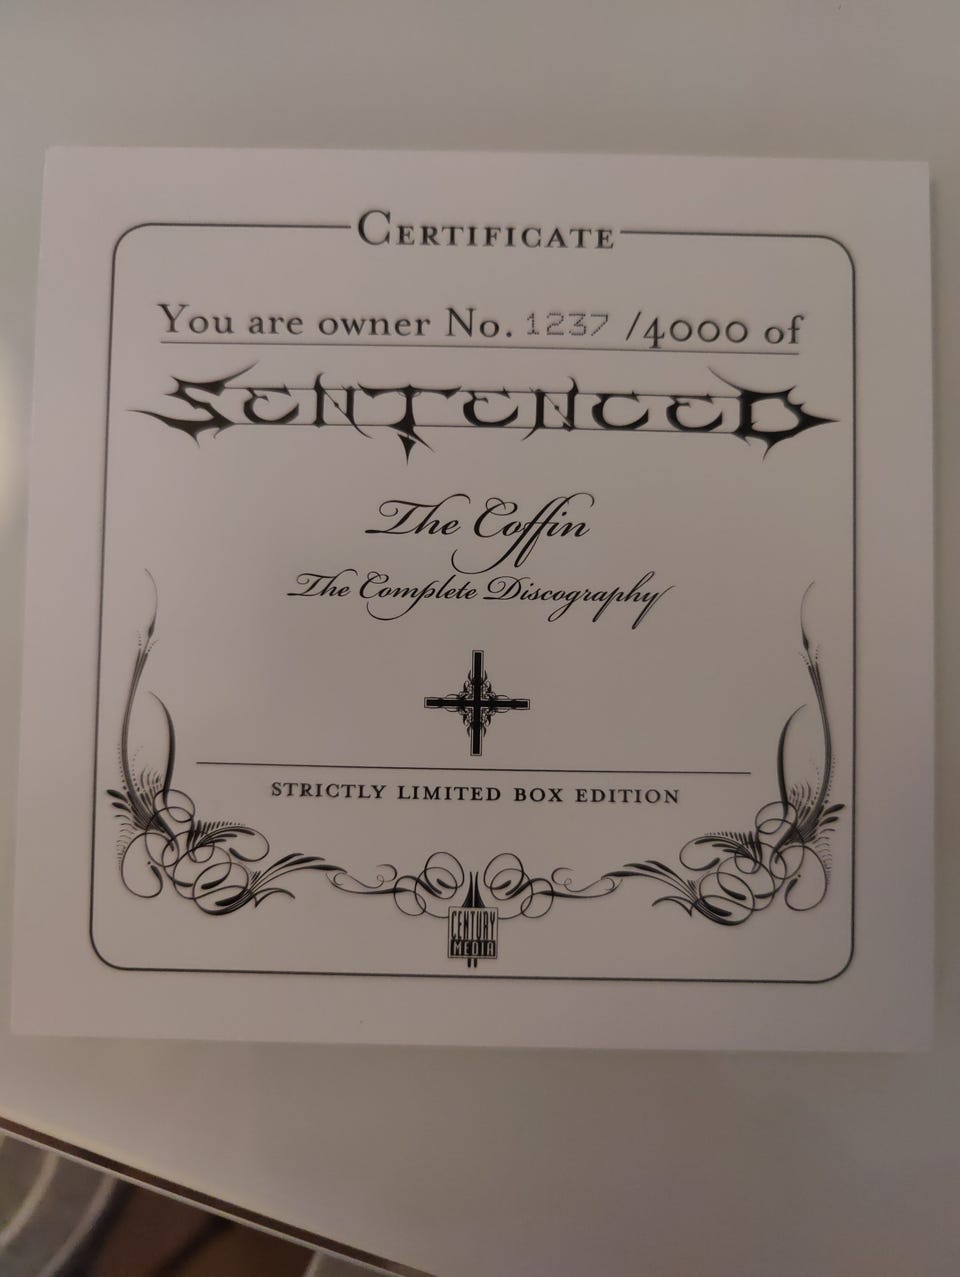 CERTIFICATE
You are owner No. 1237 /4000 of
SENTENCED
The Coffin
The Complete Discography
STRICTLY LIMITED BOX EDITION
CENTURY
MEDIA